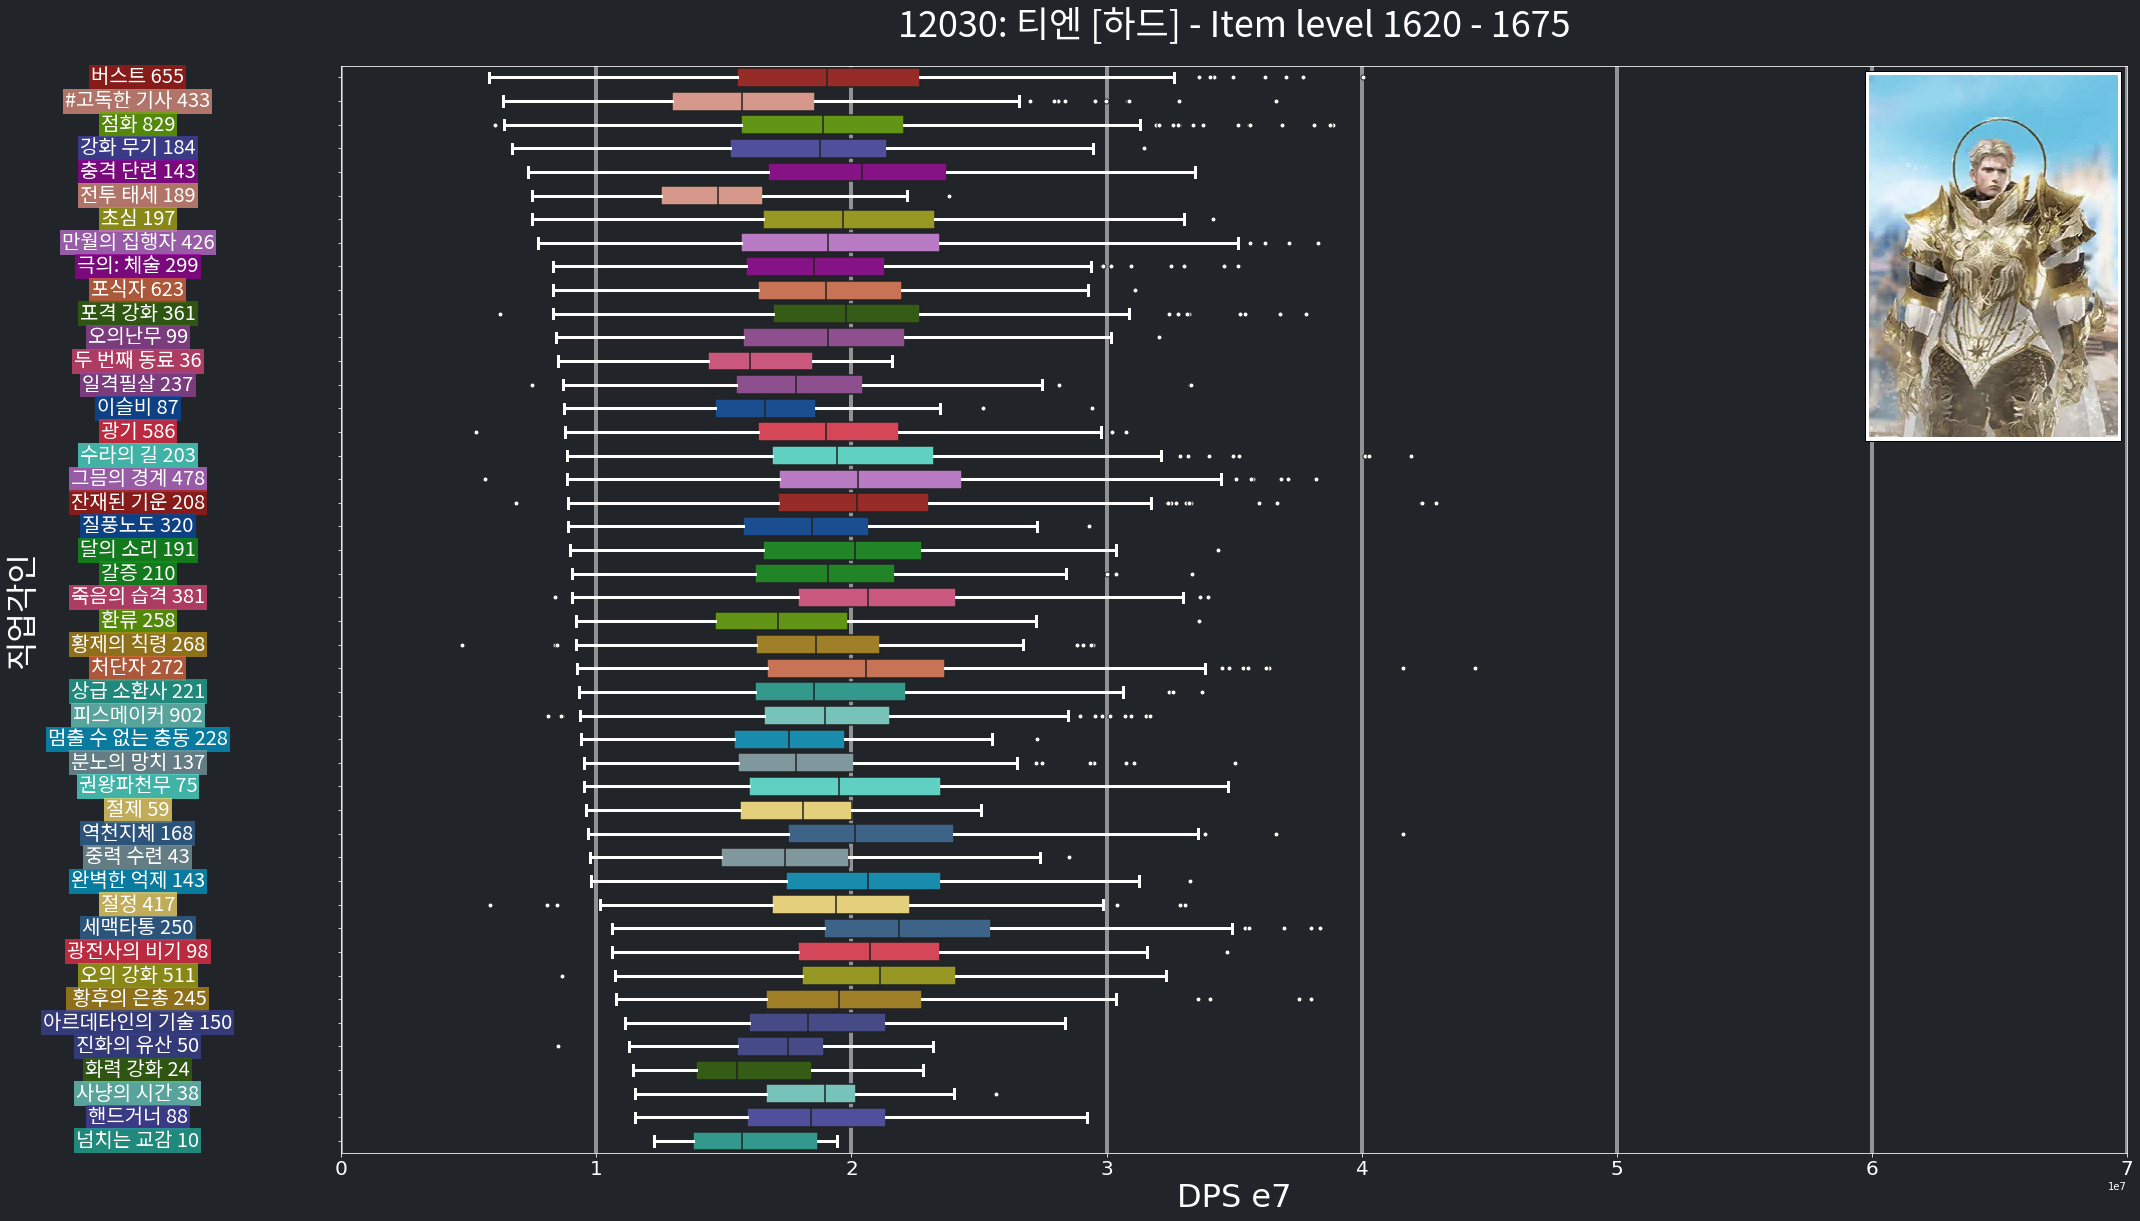 12030: 티엔 [하드] - Item level 1620 - 1675
버스트 655
#고독한 기사 433
점화 829
강화 무기 184
충격 단련 143
전투 태세 189
초심 197
만월의 집행자 426
극의: 체술 299
포식자 623
포격 강화 361
오의난무 99
두 번째 동료 36
일격필살 237
이슬비 87
광기 586
수라의 길 203
그믐의 경계 478
잔재된 기운 208
질풍노도 320
달의 소리 191
갈증 210
죽음의 습격 381
환류 258
황제의 칙령 268
처단자 272
상급 소환사 221
피스메이커 902
멈출 수 없는 충동 228
분노의 망치 137
권왕파천무 75
절제 59
역천지체 168
중력 수련 43
완벽한 억제 143
절정 417
세맥타통 250
광전사의 비기 98
오의 강화 511
황후의 은총 245
아르데타인의 기술 150
진화의 유산 50
화력 강화 24
사냥의 시간 38
핸드거너 88
넘치는 교감 10
직업각인
0 1 2 3 4 5 6 7
1e7
DPS e7